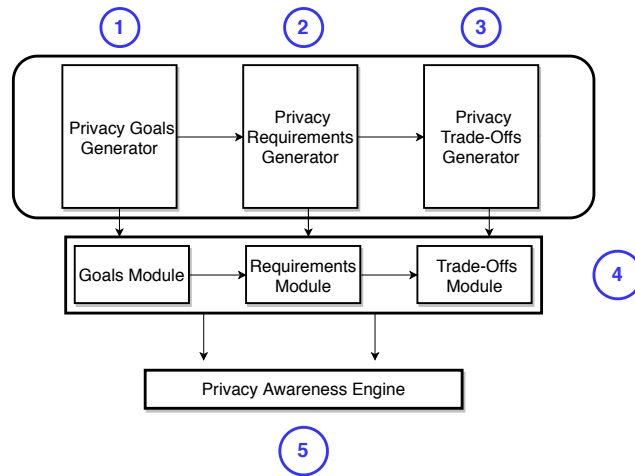 1
2
3
Privacy Goals
Generator
Privacy
Requirements
Generator
Privacy
Trade-Offs
Generator
Goals Module
Requirements
Module
Trade-Offs
Module
4
Privacy Awareness Engine
5